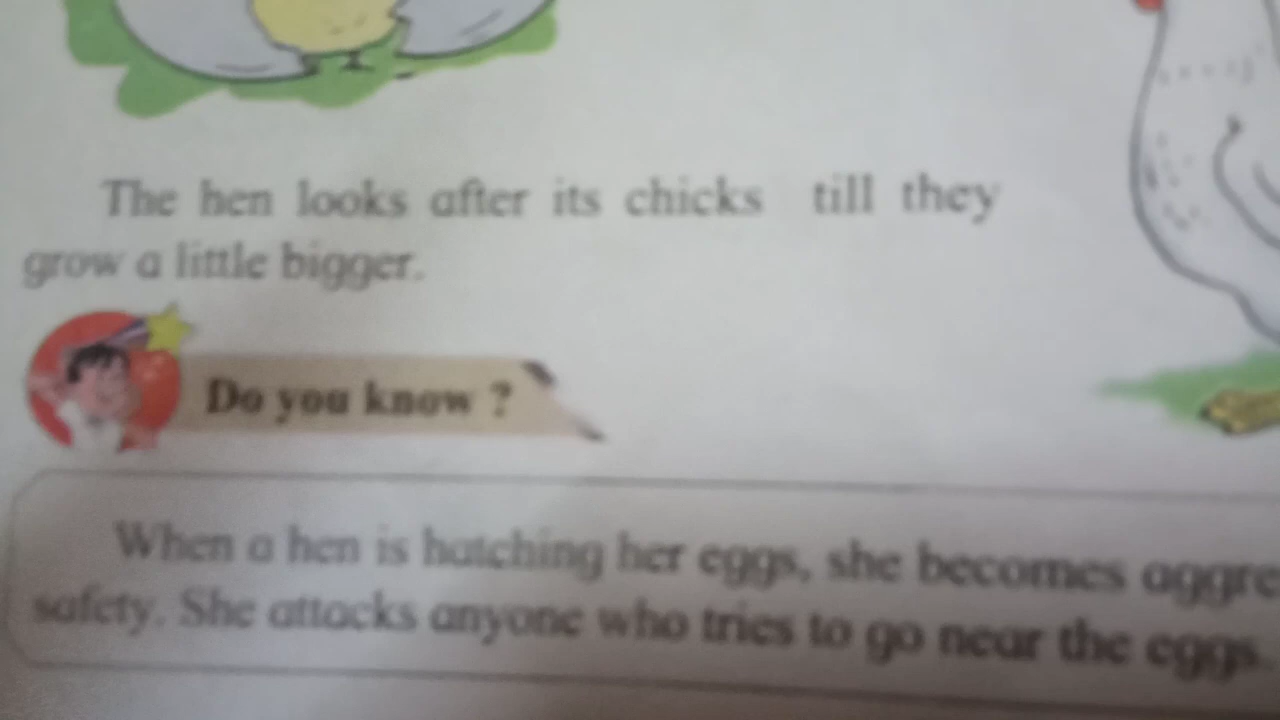 The hen looks after its chicks till they
grow a little bigger.
Do you know ?
When a hen is hatching her eggs, she becomes
safety. She attacks anyone who tries to go near the eggs.